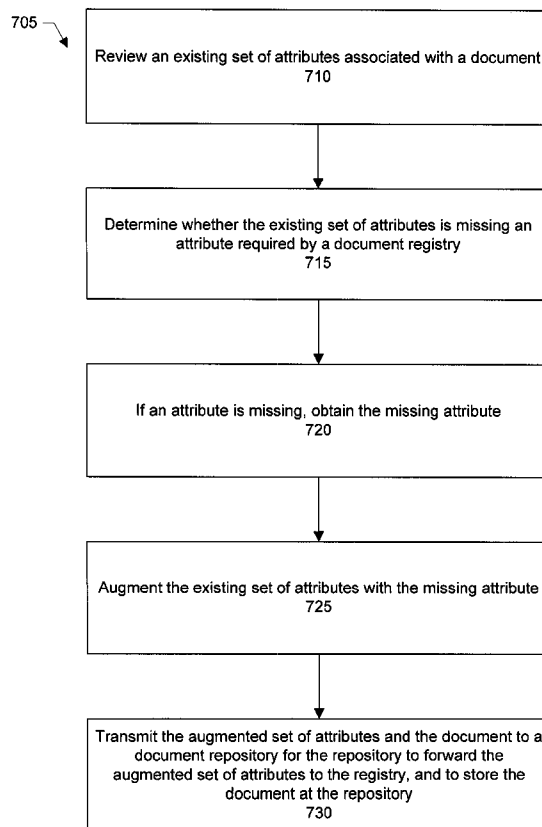 705
Review an existing set of attributes associated with a document
710
Determine whether the existing set of attributes is missing an
attribute required by a document registry
715
If an attribute is missing, obtain the missing attribute
720
Augment the existing set of attributes with the missing attribute
725
Transmit the augmented set of attributes and the document to a
document repository for the repository to forward the
augmented set of attributes to the registry, and to store the
document at the repository
730